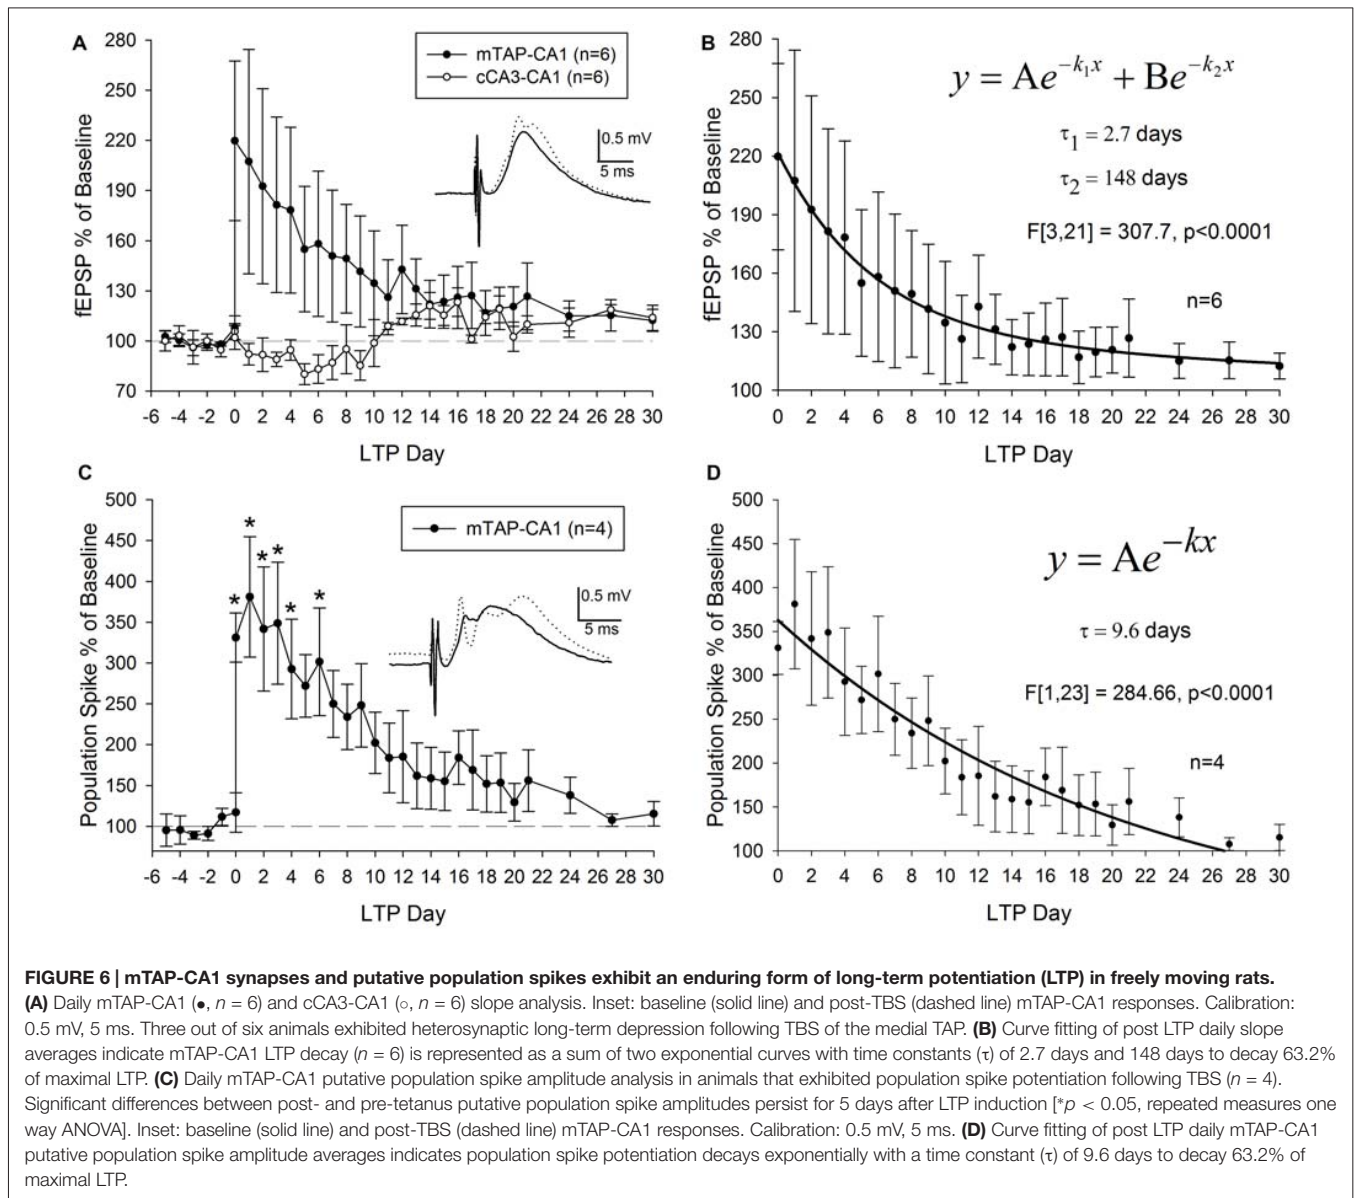 A
280
250
220
190
160
130
100
70
fEPSP % of Baseline
mTAP-CA1 (n=6)
cCA3-CA1 (n=6)
0.5 mV
5 ms
-6 -4 -2 0 2 4 6 8 10 12 14 16 18 20 22 24 26 28 30
LTP Day
B
280
250
220
190
160
130
100
fEPSP % of Baseline
y = Ae^{-k₁x} + Be^{-k₂x}
τ₁ = 2.7 days
τ₂ = 148 days
F[3,21] = 307.7, p<0.0001
n=6
0 2 4 6 8 10 12 14 16 18 20 22 24 26 28 30
LTP Day
C
500
450
400
350
300
250
200
150
100
Population Spike % of Baseline
mTAP-CA1 (n=4)
* * * * * *
0.5 mV
5 ms
-6 -4 -2 0 2 4 6 8 10 12 14 16 18 20 22 24 26 28 30
LTP Day
D
500
450
400
350
300
250
200
150
100
Population Spike % of Baseline
y = Ae^{-kx}
τ = 9.6 days
F[1,23] = 284.66, p<0.0001
n=4
0 2 4 6 8 10 12 14 16 18 20 22 24 26 28 30
LTP Day
FIGURE 6 | mTAP-CA1 synapses and putative population spikes exhibit an enduring form of long-term potentiation (LTP) in freely moving rats.
(A) Daily mTAP-CA1 (●, n = 6) and cCA3-CA1 (○, n = 6) slope analysis. Inset: baseline (solid line) and post-TBS (dashed line) mTAP-CA1 responses. Calibration:
0.5 mV, 5 ms. Three out of six animals exhibited heterosynaptic long-term depression following TBS of the medial TAP. (B) Curve fitting of post LTP daily slope
averages indicate mTAP-CA1 LTP decay (n = 6) is represented as a sum of two exponential curves with time constants (τ) of 2.7 days and 148 days to decay 63.2%
of maximal LTP. (C) Daily mTAP-CA1 putative population spike amplitude analysis in animals that exhibited population spike potentiation following TBS (n = 4).
Significant differences between post- and pre-tetanus putative population spike amplitudes persist for 5 days after LTP induction [*p < 0.05, repeated measures one
way ANOVA]. Inset: baseline (solid line) and post-TBS (dashed line) mTAP-CA1 responses. Calibration: 0.5 mV, 5 ms. (D) Curve fitting of post LTP daily mTAP-CA1
putative population spike amplitude averages indicates population spike potentiation decays exponentially with a time constant (τ) of 9.6 days to decay 63.2% of
maximal LTP.